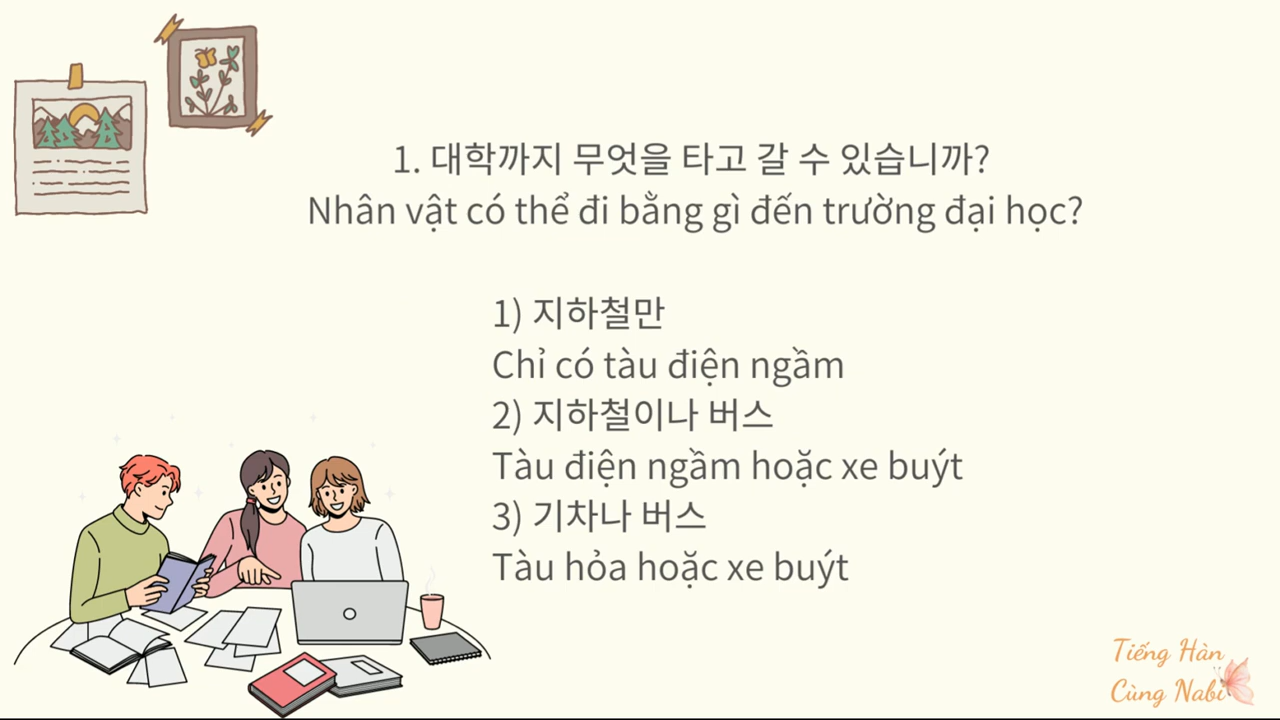 1. 대학까지 무엇을 타고 갈 수 있습니까?
Nhân vật có thể đi bằng gì đến trường đại học?
1) 지하철만
Chỉ có tàu điện ngầm
2) 지하철이나 버스
Tàu điện ngầm hoặc xe buýt
3) 기차나 버스
Tàu hỏa hoặc xe buýt
Tiếng Hàn
Cùng Nabi